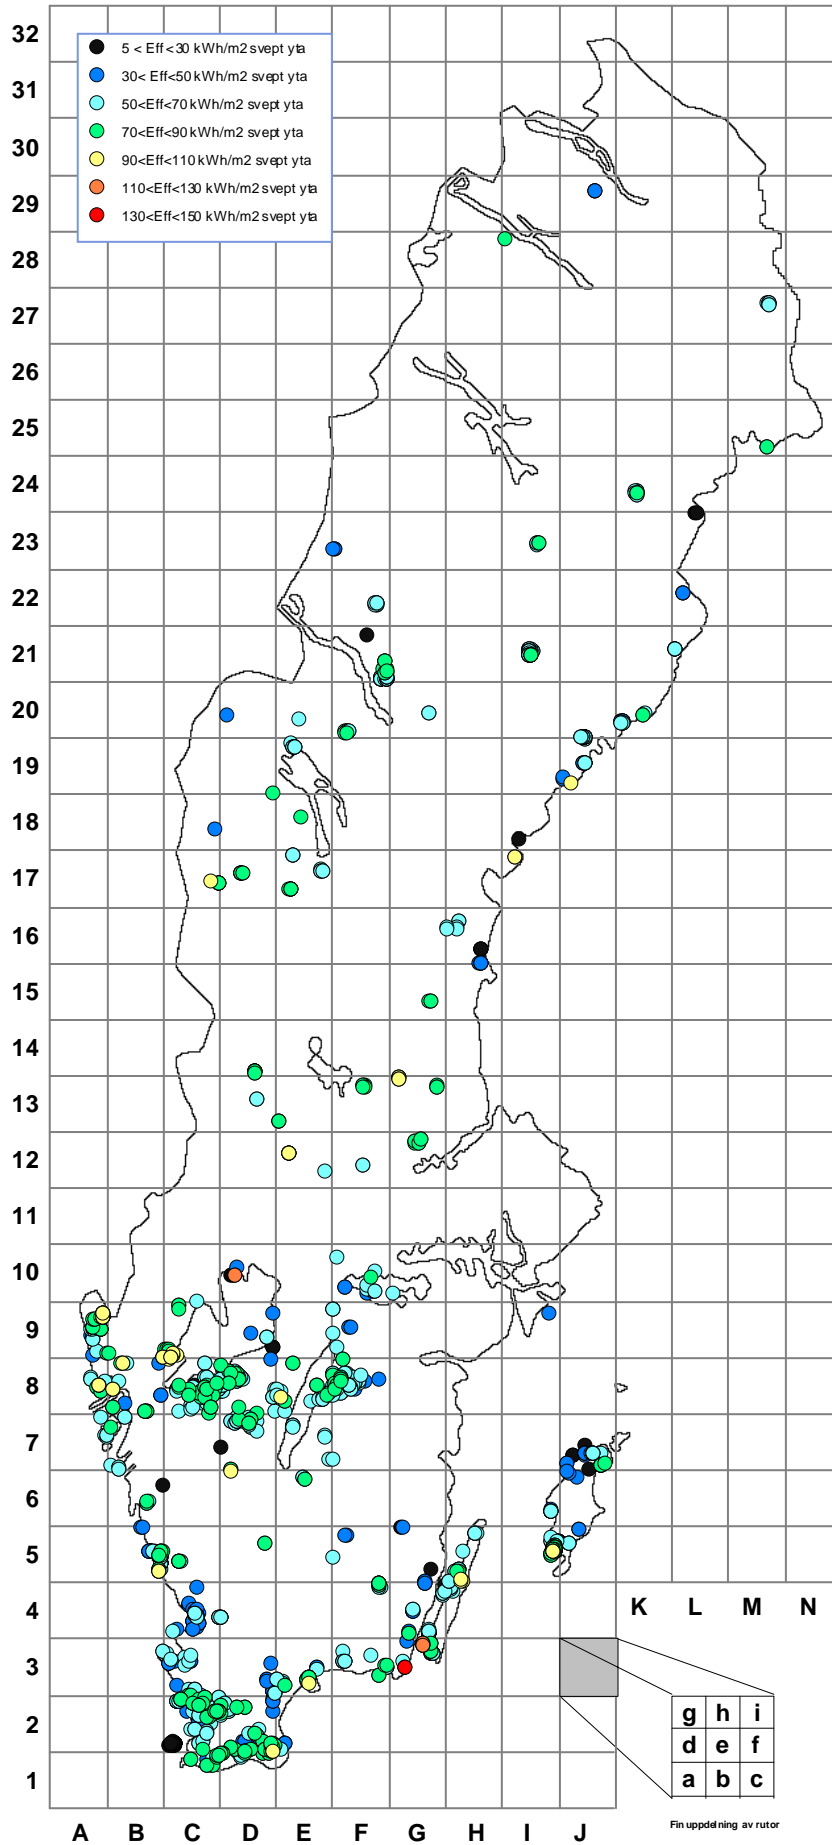 32
5 < Eff<30 kWh/m2 svept yta
30< Eff<50 kWh/m2 svept yta
50<Eff<70 kWh/m2 svept yta
70<Eff<90 kWh/m2 svept yta
90<Eff<110 kWh/m2 svept yta
110<Eff<130 kWh/m2 svept yta
130<Eff<150 kWh/m2 svept yta
31
30
29
28
27
26
25
24
23
22
21
20
19
18
17
16
15
14
13
12
11
10
9
8
7
6
5
4
K L M N
3
g h i
d e f
a b c
2
1
Fin uppdelning av rutor
A B C D E F G H I J